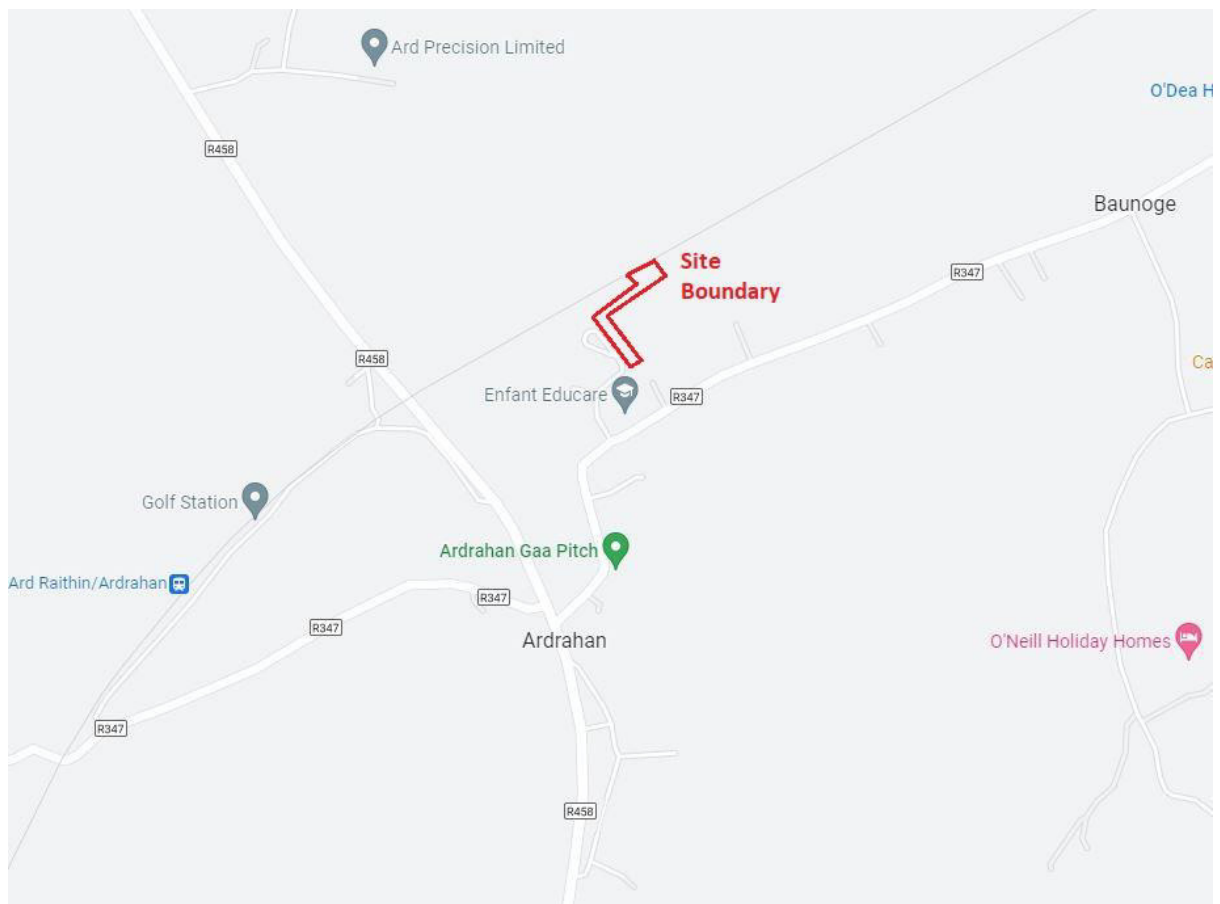 Ard Precision Limited
O'Dea H
R458
Baunoge
Site
Boundary
R347
R458
Enfant Educare
R347
Ca
Golf Station
Ardrahan Gaa Pitch
Ard Raithin/Ardrahan
R347
R347
Ardrahan
O'Neill Holiday Homes
R347
R458